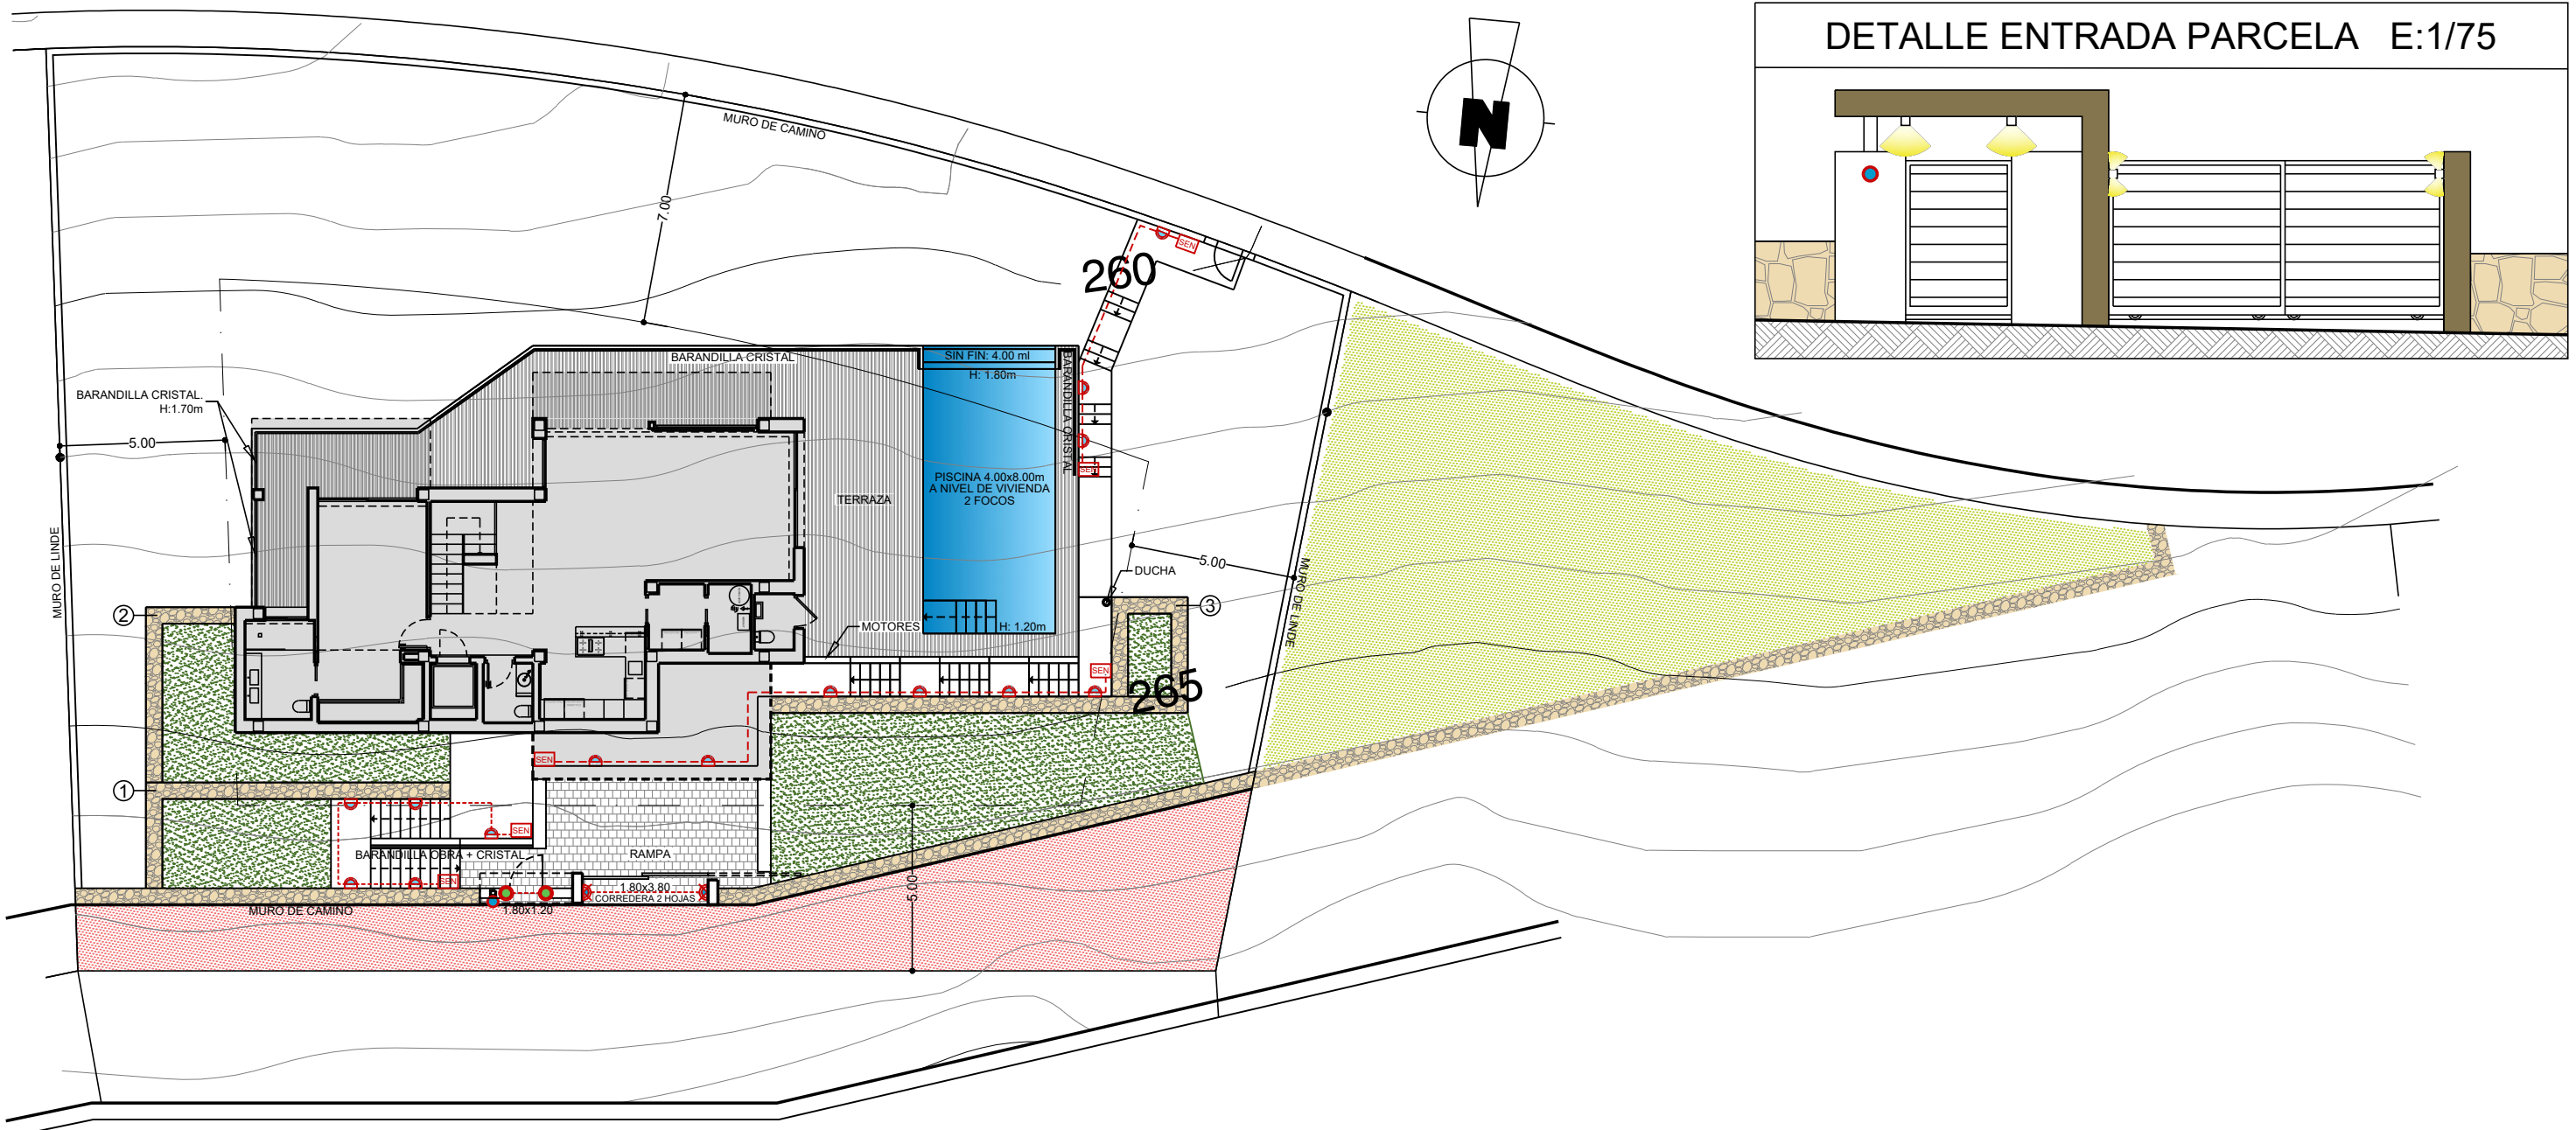 DETALLE ENTRADA PARCELA E:1/75
MURO DE CAMINO
N
7.00
SEN
260
BARANDILLA CRISTAL
SIN FIN: 4.00 ml
H: 1.80m
BARANDILLA CRISTAL
BARANDILLA CRISTAL.
H:1.70m
5.00
SEN
PISCINA 4.00x8.00m
A NIVEL DE VIVIENDA
2 FOCOS
TERRAZA
MURO DE LINDE
5.00
DUCHA
MURO DE LINDE
2
3
MOTORES
H: 1.20m
SEN
265
SEN
1
SEN
BARANDILLA OBRA + CRISTAL
RAMPA
SEN
1.80x3.80
CORREDERA 2 HOJAS
5.00
MURO DE CAMINO
1.80x1.20